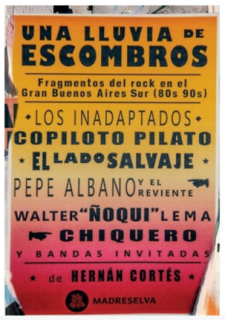 UNA LLUVIA DE
ESCOMBROS
Fragmentos del rock en el
Gran Buenos Aires Sur (80s 90s)
LOS INADAPTADOS
COPILOTO PILATO
EL LADO SALVAJE
PEPE ALBANO Y EL REVIENTE
WALTER "ÑOQUI" LEMA
CHIQUERO
Y BANDAS INVITADAS
de HERNÁN CORTÉS
MADRESELVA